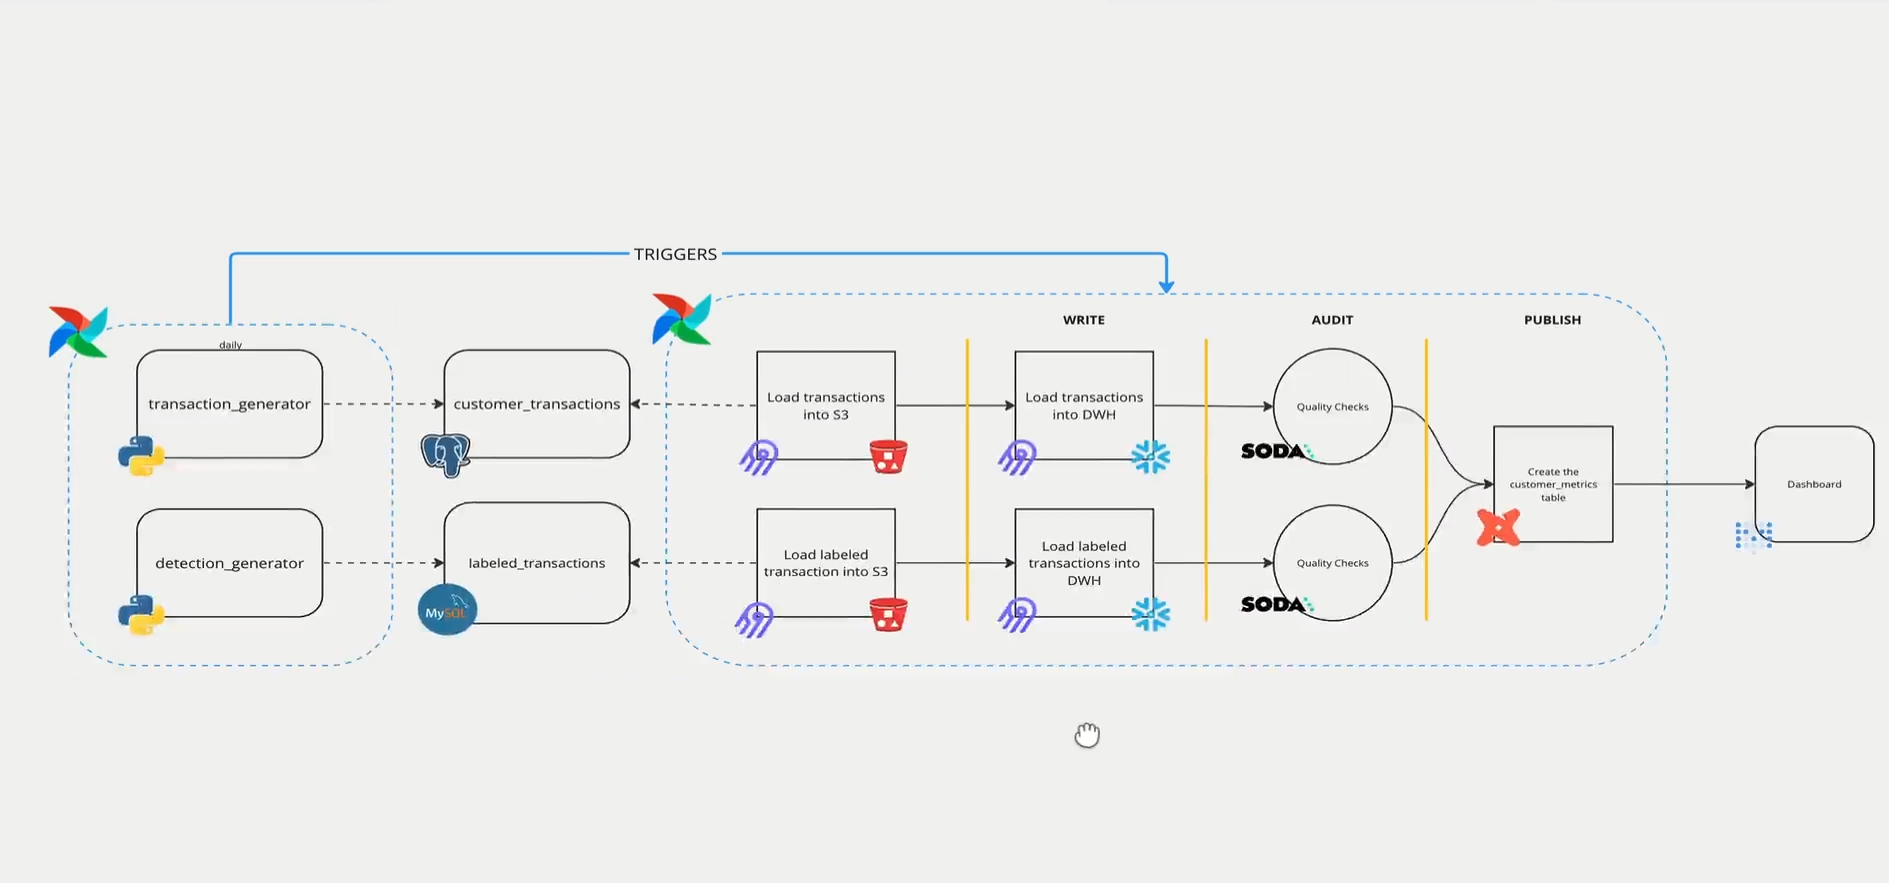 TRIGGERS
daily
transaction_generator
customer_transactions
Load transactions
into S3
WRITE
Load transactions
into DWH
AUDIT
Quality Checks
SODA
PUBLISH
detection_generator
labeled_transactions
MySQL
Load labeled
transaction into S3
Load labeled
transactions into
DWH
Quality Checks
SODA
Create the
customer_metrics
table
Dashboard